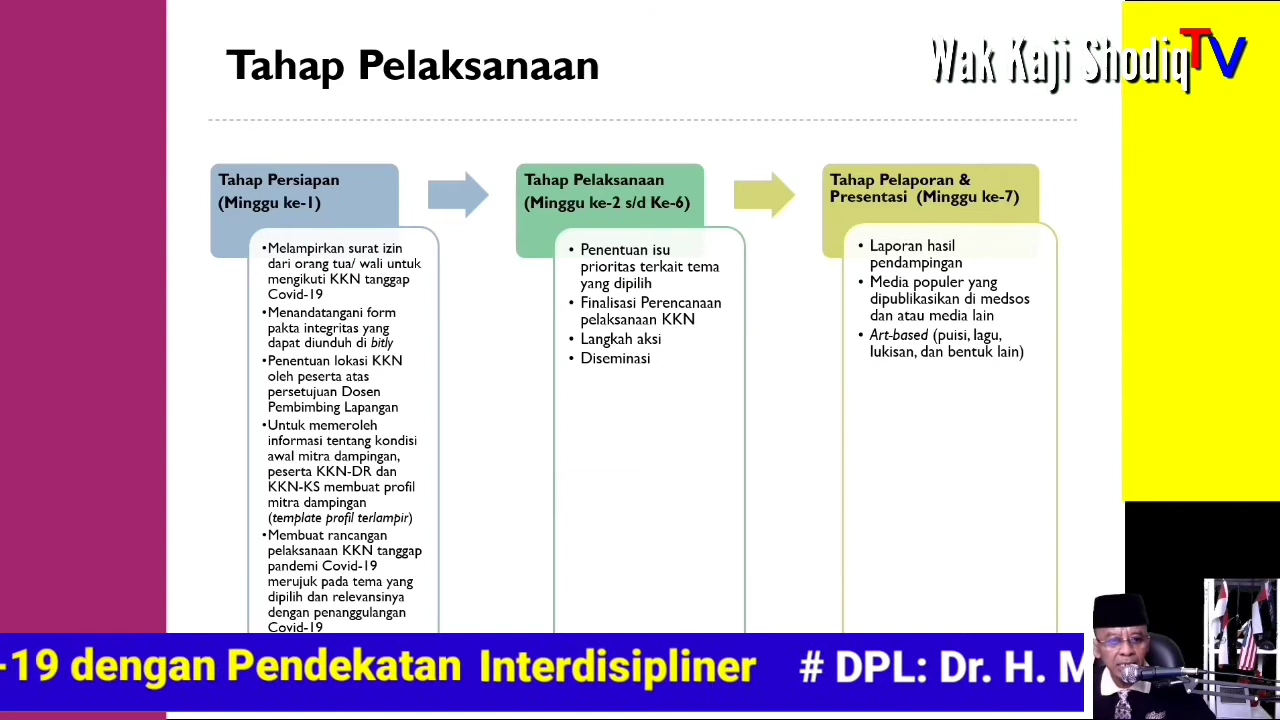 Tahap Pelaksanaan
Wak Kaji Shodiq TV
Tahap Persiapan
(Minggu ke-1)
•Melampirkan surat izin
dari orang tua/ wali untuk
mengikuti KKN tanggap
Covid-19
•Menandatangani form
pakta integritas yang
dapat diunduh di bitly
•Penentuan lokasi KKN
oleh peserta atas
persetujuan Dosen
Pembimbing Lapangan
•Untuk memeroleh
informasi tentang kondisi
awal mitra dampingan,
peserta KKN-DR dan
KKN-KS membuat profil
mitra dampingan
(template profil terlampir)
•Membuat rancangan
pelaksanaan KKN tanggap
pandemi Covid-19
merujuk pada tema yang
dipilih dan relevansinya
dengan penanggulangan
Covid-19
Tahap Pelaksanaan
(Minggu ke-2 s/d Ke-6)
• Penentuan isu
prioritas terkait tema
yang dipilih
• Finalisasi Perencanaan
pelaksanaan KKN
• Langkah aksi
• Diseminasi
Tahap Pelaporan &
Presentasi (Minggu ke-7)
• Laporan hasil
pendampingan
• Media populer yang
dipublikasikan di medsos
dan atau media lain
• Art-based (puisi, lagu,
lukisan, dan bentuk lain)
-19 dengan Pendekatan Interdisipliner # DPL: Dr. H. M